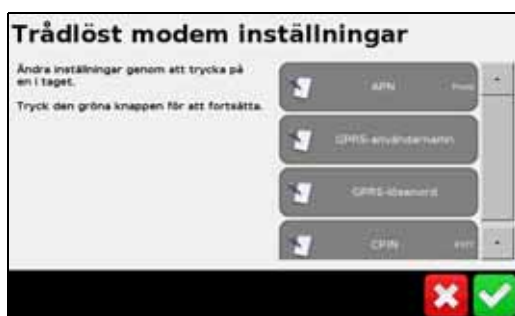 Trådlöst modem inställningar
Ändra inställningar genom att trycka på
en i taget.
Tryck den gröna knappen för att fortsätta.
APN
GPRS-användarnamn
GPRS-lösenord
CPIN